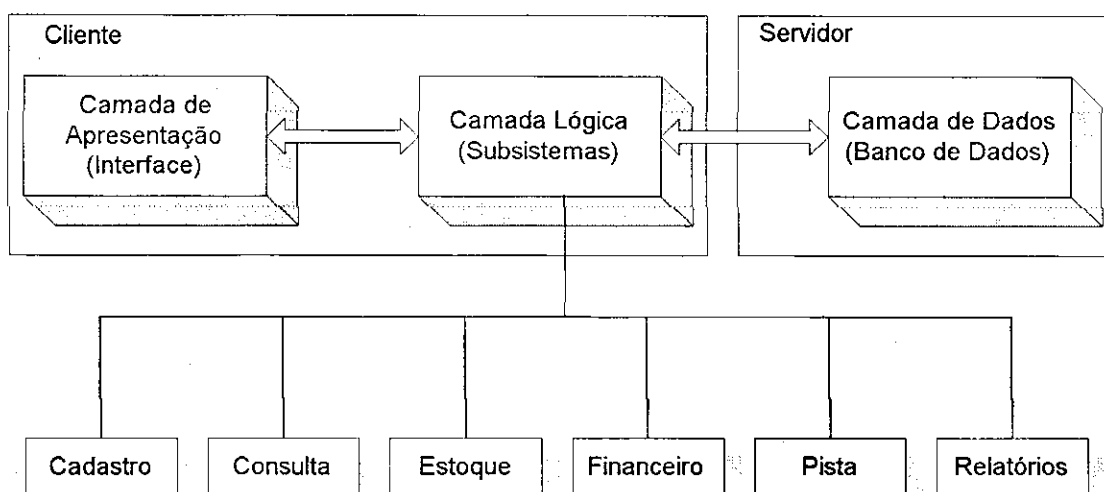 Cliente
Servidor
Camada de
Apresentação
(Interface)
Camada Lógica
(Subsistemas)
Camada de Dados
(Banco de Dados)
Cadastro
Consulta
Estoque
Financeiro
Pista
Relatórios